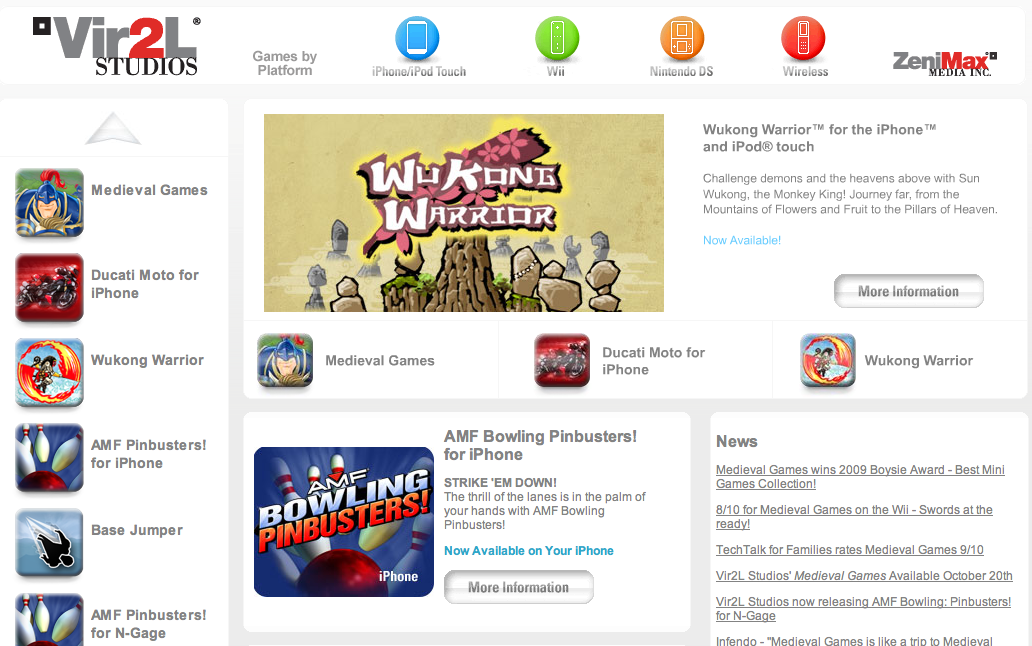 Vir2L®
STUDIOS
Games by
Platform
iPhone/iPod Touch
Wii
Nintendo DS
Wireless
ZeniMax®
MEDIA INC.
Medieval Games
Ducati Moto for
iPhone
Wukong Warrior
AMF Pinbusters!
for iPhone
Base Jumper
AMF Pinbusters!
for N-Gage
WUKONG
WARRIOR
Wukong Warrior™ for the iPhone™
and iPod® touch
Challenge demons and the heavens above with Sun
Wukong, the Monkey King! Journey far, from the
Mountains of Flowers and Fruit to the Pillars of Heaven.
Now Available!
More Information
Medieval Games
Ducati Moto for
iPhone
Wukong Warrior
AMF
BOWLING
PINBUSTERS!
iPhone
AMF Bowling Pinbusters!
for iPhone
STRIKE 'EM DOWN!
The thrill of the lanes is in the palm of
your hands with AMF Bowling
Pinbusters!
Now Available on Your iPhone
More Information
News
Medieval Games wins 2009 Boysie Award - Best Mini
Games Collection!
8/10 for Medieval Games on the Wii - Swords at the
ready!
TechTalk for Families rates Medieval Games 9/10
Vir2L Studios' Medieval Games Available October 20th
Vir2L Studios now releasing AMF Bowling: Pinbusters!
for N-Gage
Infendo - "Medieval Games is like a trip to Medieval